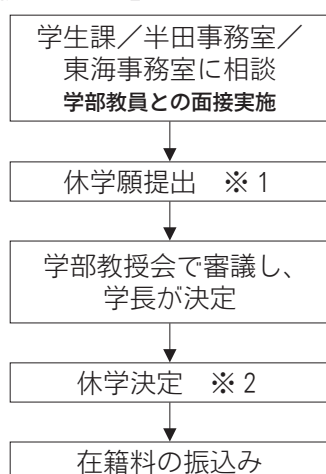 学生課／半田事務室／
東海事務室に相談
学部教員との面接実施
休学願提出　※1
学部教授会で審議し、
学長が決定
休学決定　※2
在籍料の振込み